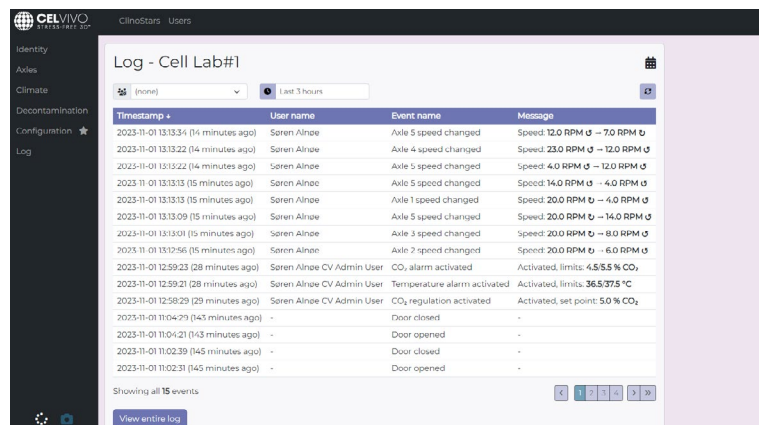 CELVIVO
STRESS-FREE 3D™
ClinoStars Users
Identity
Axles
Climate
Decontamination
Configuration
Log
Log - Cell Lab#1
(none)
Last 3 hours
Timestamp User name Event name Message
2023-11-01 13:13:34 (14 minutes ago) Søren Alnøe Axle 5 speed changed Speed: 12.0 RPM ↺ → 7.0 RPM ↻
2023-11-01 13:13:22 (14 minutes ago) Søren Alnøe Axle 4 speed changed Speed: 23.0 RPM ↺ → 12.0 RPM ↺
2023-11-01 13:13:22 (14 minutes ago) Søren Alnøe Axle 5 speed changed Speed: 4.0 RPM ↺ → 12.0 RPM ↺
2023-11-01 13:13:13 (15 minutes ago) Søren Alnøe Axle 5 speed changed Speed: 14.0 RPM ↺ → 4.0 RPM ↺
2023-11-01 13:13:13 (15 minutes ago) Søren Alnøe Axle 1 speed changed Speed: 20.0 RPM ↻ → 4.0 RPM ↺
2023-11-01 13:13:09 (15 minutes ago) Søren Alnøe Axle 5 speed changed Speed: 20.0 RPM ↻ → 14.0 RPM ↺
2023-11-01 13:13:01 (15 minutes ago) Søren Alnøe Axle 3 speed changed Speed: 20.0 RPM ↻ → 8.0 RPM ↺
2023-11-01 13:12:56 (15 minutes ago) Søren Alnøe Axle 2 speed changed Speed: 20.0 RPM ↻ → 6.0 RPM ↺
2023-11-01 12:59:23 (28 minutes ago) Søren Alnøe CV Admin User CO₂ alarm activated Activated, limits: 4.5/5.5 % CO₂
2023-11-01 12:59:21 (28 minutes ago) Søren Alnøe CV Admin User Temperature alarm activated Activated, limits: 36.5/37.5 °C
2023-11-01 12:58:29 (29 minutes ago) Søren Alnøe CV Admin User CO₂ regulation activated Activated, set point: 5.0 % CO₂
2023-11-01 11:04:29 (143 minutes ago) - Door closed -
2023-11-01 11:04:21 (143 minutes ago) - Door opened -
2023-11-01 11:02:39 (145 minutes ago) - Door closed -
2023-11-01 11:02:31 (145 minutes ago) - Door opened -
Showing all 15 events
1 2 3 4
View entire log